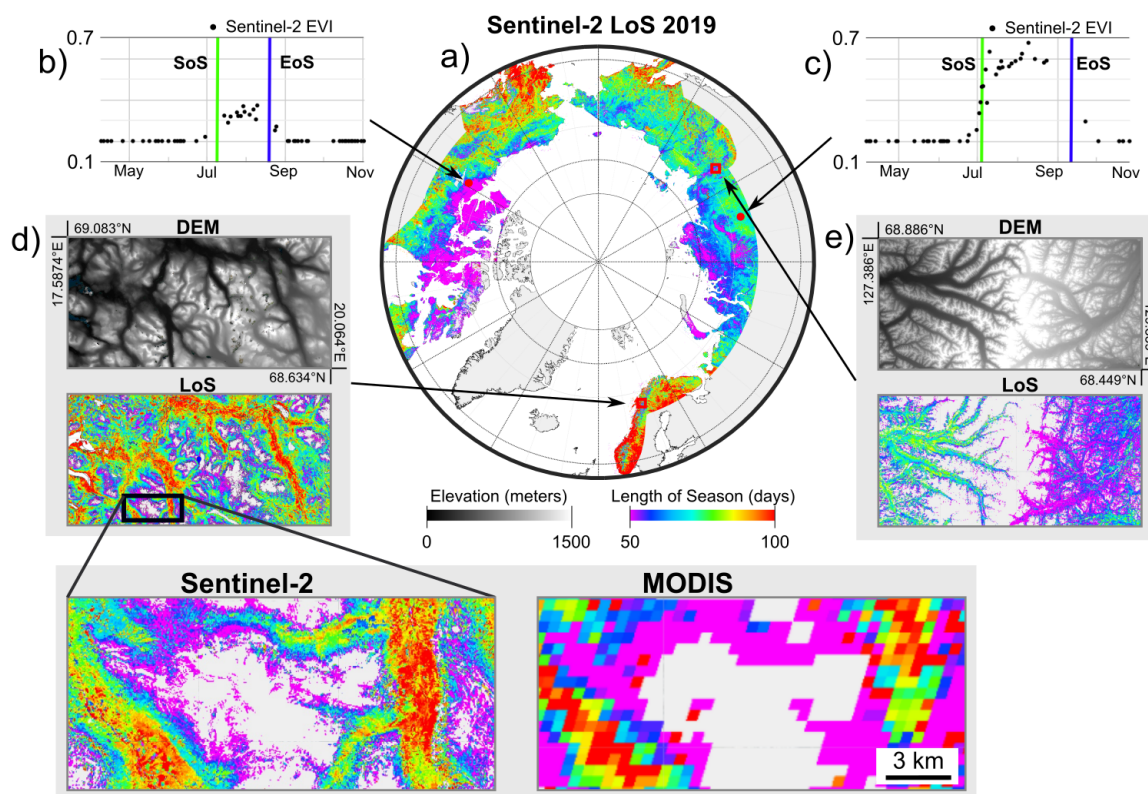 Sentinel-2 LoS 2019
b)
• Sentinel-2 EVI
0.7
SoS
EoS
0.1
May
Jul
Sep
Nov
a)
c)
• Sentinel-2 EVI
0.7
SoS
EoS
0.1
May
Jul
Sep
Nov
d)
69.083°N
DEM
17.5874°E
20.064°E
68.634°N
LoS
e)
68.886°N
DEM
127.386°E
68.449°N
LoS
Elevation (meters)
0
1500
Length of Season (days)
50
100
Sentinel-2
MODIS
3 km